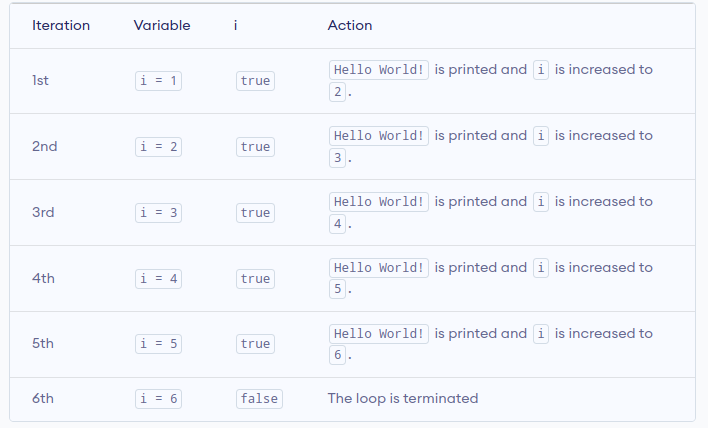 Iteration Variable i Action
1st i = 1 true Hello World! is printed and i is increased to
2.
2nd i = 2 true Hello World! is printed and i is increased to
3.
3rd i = 3 true Hello World! is printed and i is increased to
4.
4th i = 4 true Hello World! is printed and i is increased to
5.
5th i = 5 true Hello World! is printed and i is increased to
6.
6th i = 6 false The loop is terminated